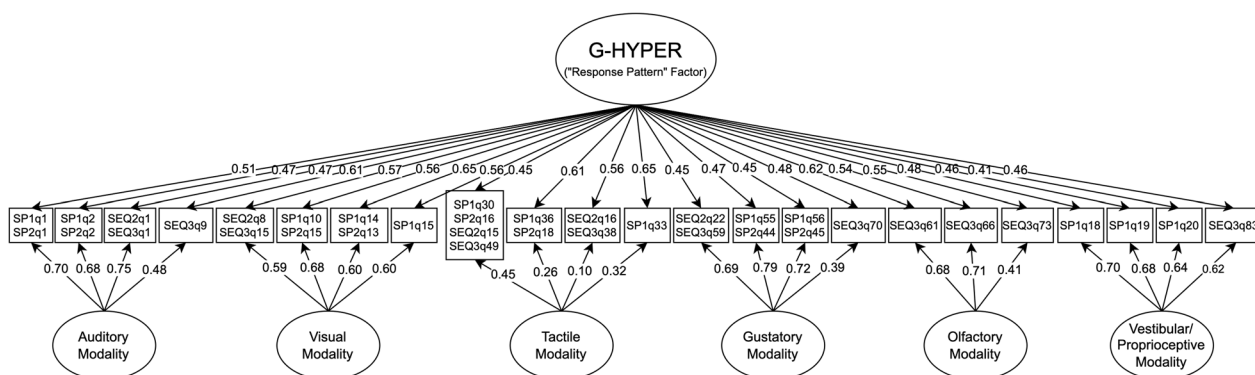 G-HYPER
("Response Pattern" Factor)
0.51 0.47 0.47 0.61 0.57 0.56 0.65 0.56 0.45 0.61 0.56 0.65 0.45 0.47 0.45 0.48 0.62 0.54 0.55 0.48 0.46 0.41 0.46
SP1q1
SP2q1
SP1q2
SP2q2
SEQ2q1
SEQ3q1
SEQ3q9
SEQ2q8
SEQ3q15
SP1q10
SP2q15
SP1q14
SP2q13
SP1q15
SP1q30
SP2q16
SEQ2q15
SEQ3q49
SP1q36
SP2q18
SEQ2q16
SEQ3q38
SP1q33
SEQ2q22
SEQ3q59
SP1q55
SP2q44
SP1q56
SP2q45
SEQ3q70
SEQ3q61
SEQ3q66
SEQ3q73
SP1q18
SP1q19
SP1q20
SEQ3q83
0.70 0.68 0.75 0.48 0.59 0.68 0.60 0.60 0.45 0.26 0.10 0.32 0.69 0.79 0.72 0.39 0.68 0.71 0.41 0.70 0.68 0.64 0.62
Auditory
Modality
Visual
Modality
Tactile
Modality
Gustatory
Modality
Olfactory
Modality
Vestibular/
Proprioceptive
Modality